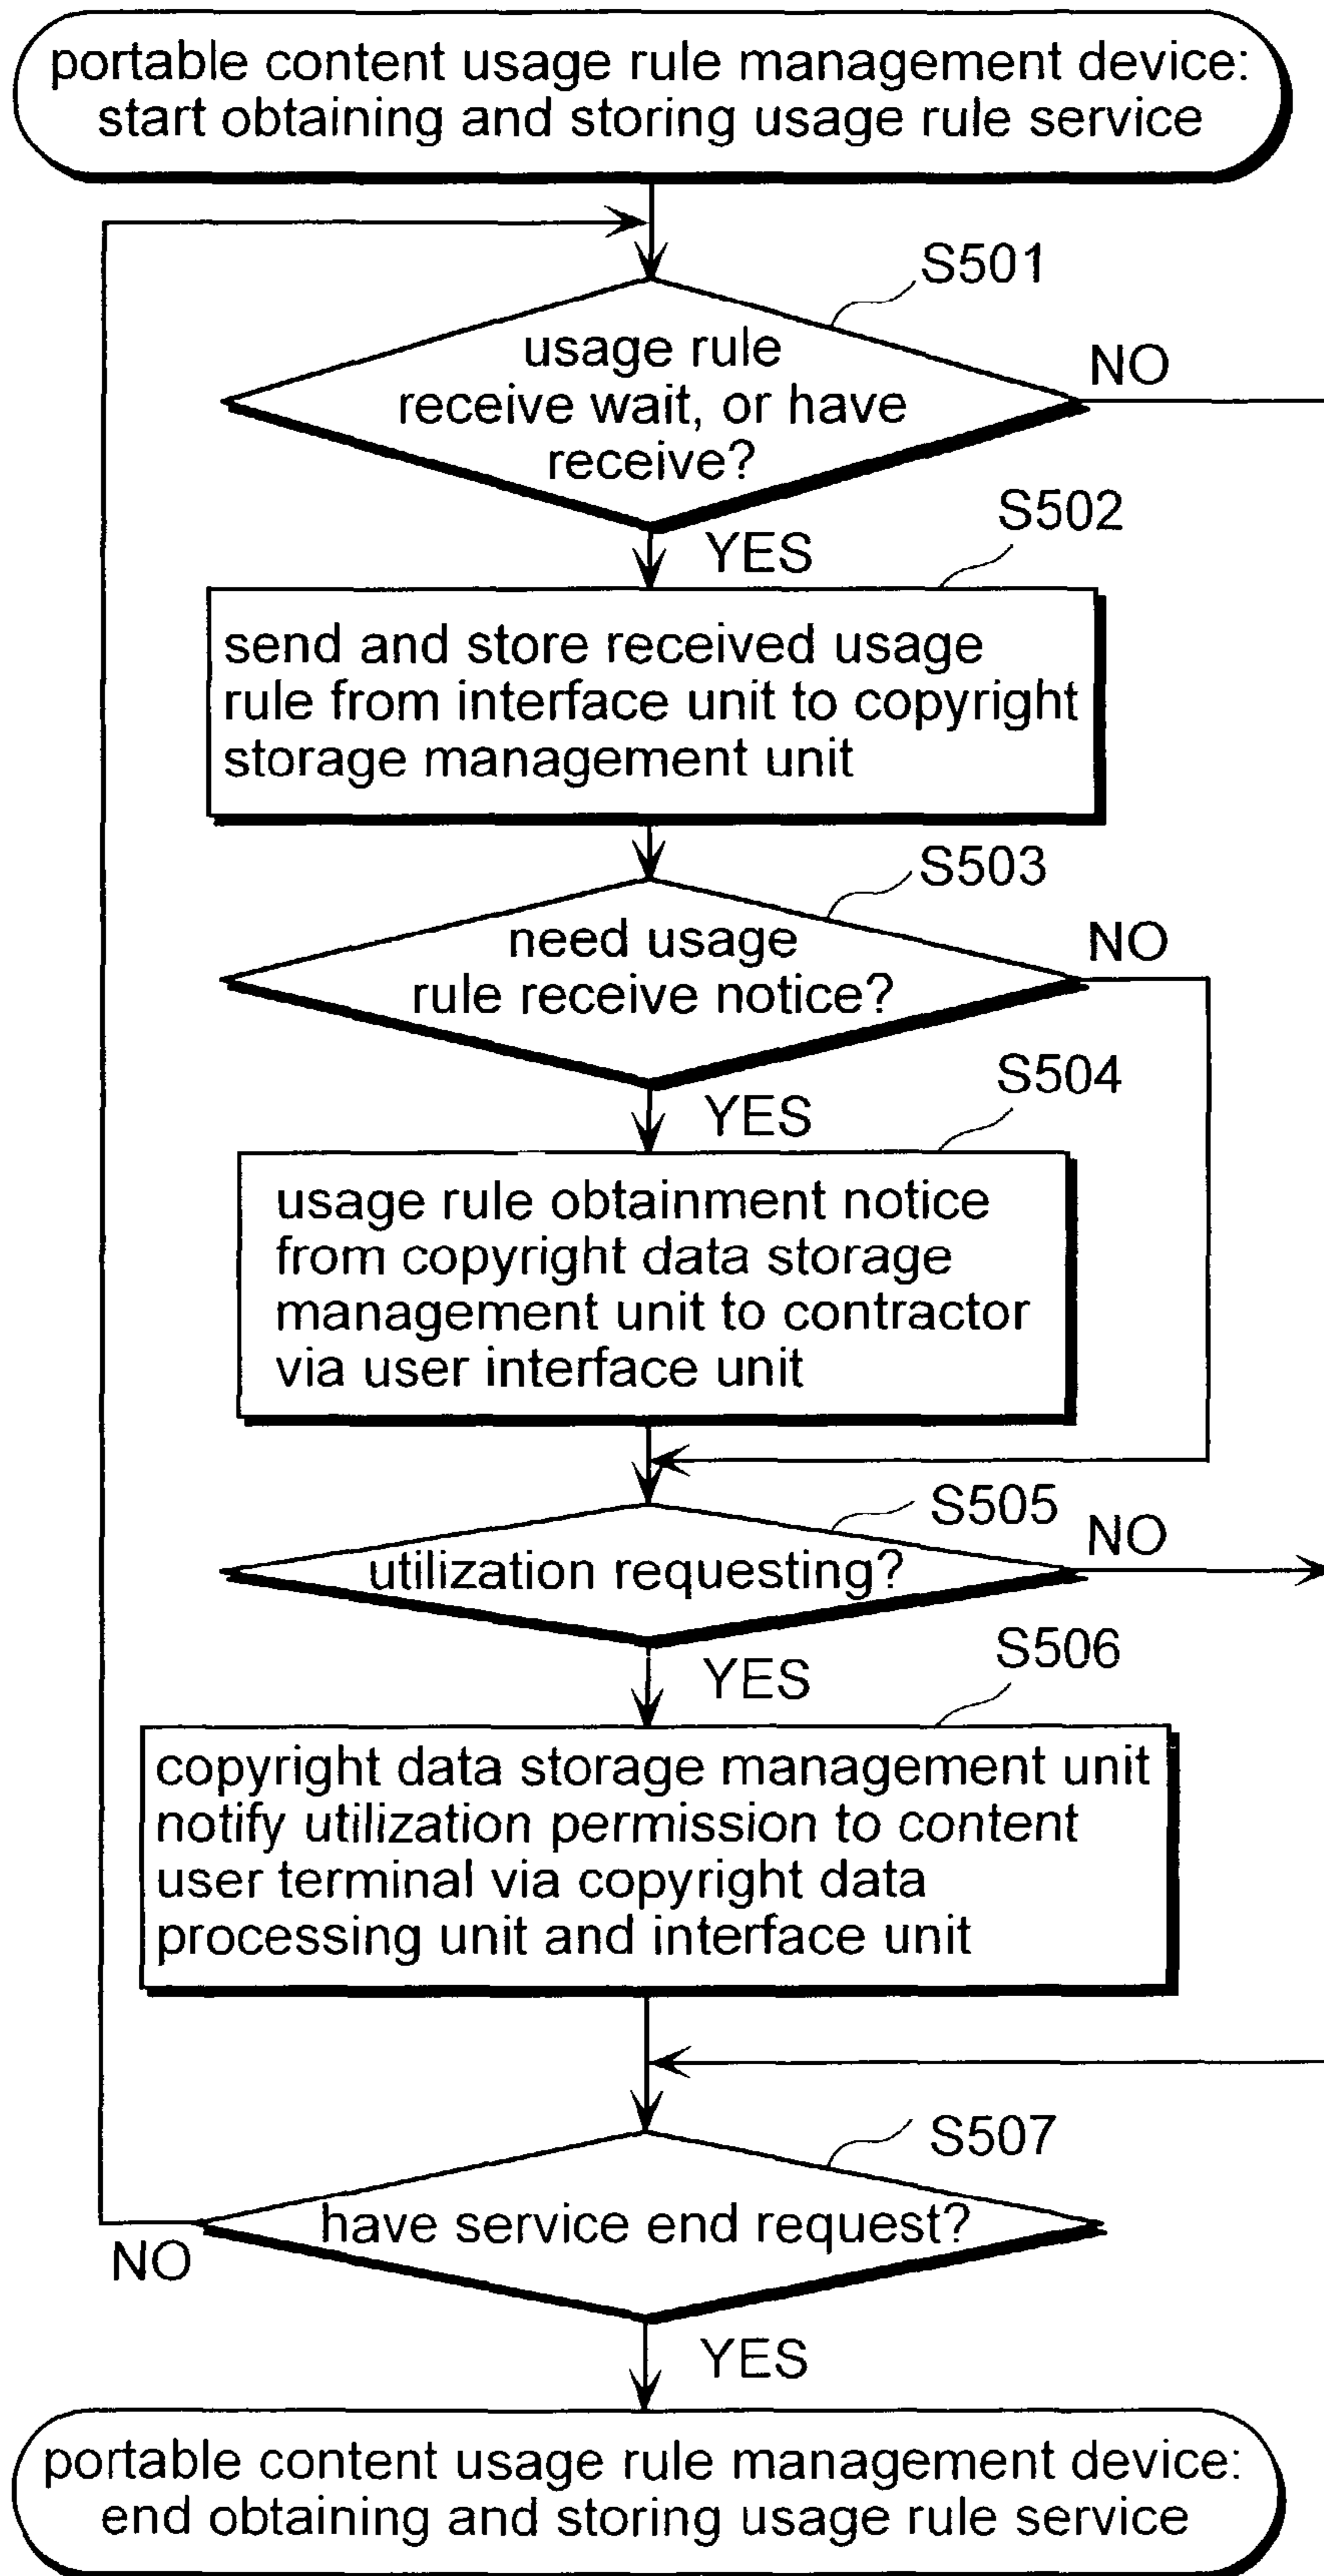 portable content usage rule management device:
start obtaining and storing usage rule service
S501
usage rule
receive wait, or have
receive?
NO
YES
S502
send and store received usage
rule from interface unit to copyright
storage management unit
S503
need usage
rule receive notice?
NO
YES
S504
usage rule obtainment notice
from copyright data storage
management unit to contractor
via user interface unit
S505
utilization requesting?
NO
YES
S506
copyright data storage management unit
notify utilization permission to content
user terminal via copyright data
processing unit and interface unit
S507
have service end request?
NO
YES
portable content usage rule management device:
end obtaining and storing usage rule service